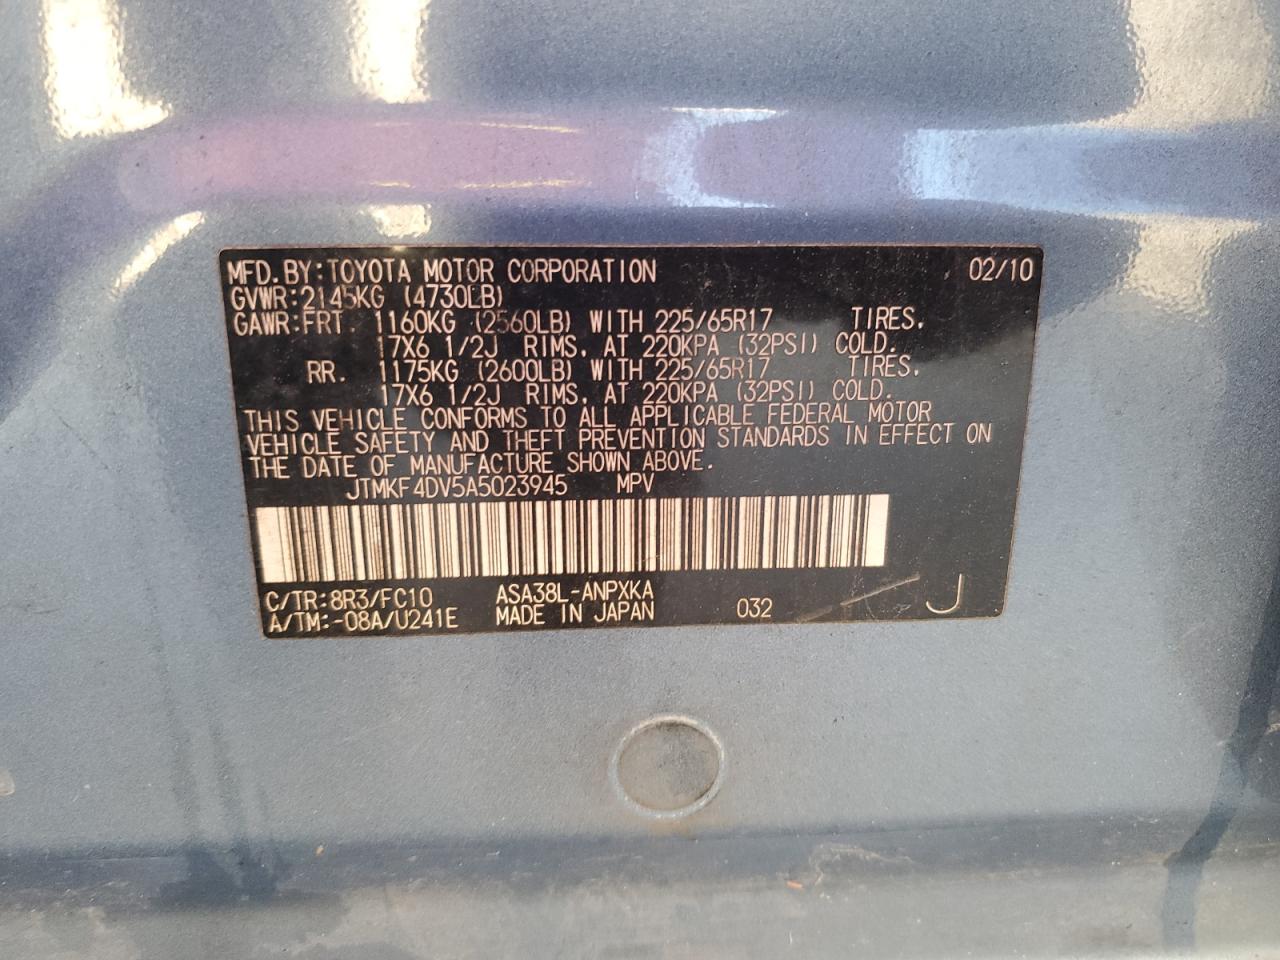 MFD.BY:TOYOTA MOTOR CORPORATION 02/10
GVWR:2145KG (4730LB)
GAWR:FRT. 1160KG (2560LB) WITH 225/65R17 TIRES,
17X6 1/2J RIMS, AT 220KPA (32PSI) COLD.
RR. 1175KG (2600LB) WITH 225/65R17 TIRES,
17X6 1/2J RIMS, AT 220KPA (32PSI) COLD.
THIS VEHICLE CONFORMS TO ALL APPLICABLE FEDERAL MOTOR
VEHICLE SAFETY AND THEFT PREVENTION STANDARDS IN EFFECT ON
THE DATE OF MANUFACTURE SHOWN ABOVE.
JTMKF4DV5A5023945 MPV
C/TR:8R3/FC10 ASA38L-ANPXKA
A/TM:-08A/U241E MADE IN JAPAN 032 J